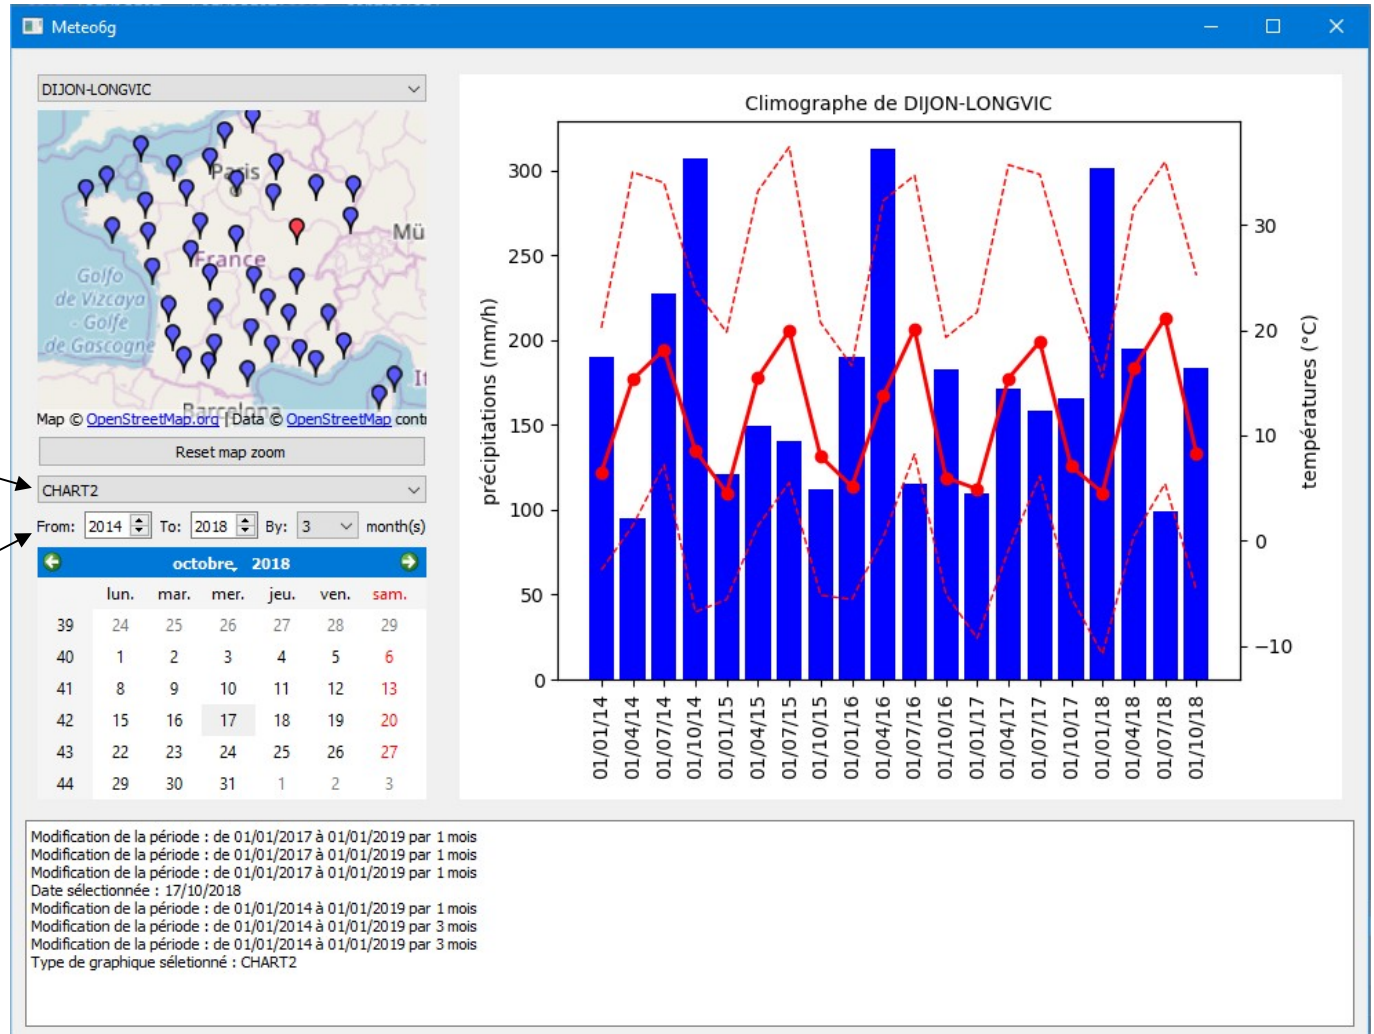 Meteo6g
DIJON-LONGVIC
Paris
Mü
France
Golfo
de Vizcaya
- Golfe
de Gascogne
It
Barcelona
Map © OpenStreetMap.org | Data © OpenStreetMap contr
Reset map zoom
CHART2
From: 2014 To: 2018 By: 3 month(s)
octobre, 2018
lun. mar. mer. jeu. ven. sam.
39 24 25 26 27 28 29
40 1 2 3 4 5 6
41 8 9 10 11 12 13
42 15 16 17 18 19 20
43 22 23 24 25 26 27
44 29 30 31 1 2 3
Climographe de DIJON-LONGVIC
précipitations (mm/h)
300
250
200
150
100
50
0
températures (°C)
30
20
10
0
−10
01/01/14
01/04/14
01/07/14
01/10/14
01/01/15
01/04/15
01/07/15
01/10/15
01/01/16
01/04/16
01/07/16
01/10/16
01/01/17
01/04/17
01/07/17
01/10/17
01/01/18
01/04/18
01/07/18
01/10/18
Modification de la période : de 01/01/2017 à 01/01/2019 par 1 mois
Modification de la période : de 01/01/2017 à 01/01/2019 par 1 mois
Modification de la période : de 01/01/2017 à 01/01/2019 par 1 mois
Date sélectionnée : 17/10/2018
Modification de la période : de 01/01/2014 à 01/01/2019 par 1 mois
Modification de la période : de 01/01/2014 à 01/01/2019 par 3 mois
Modification de la période : de 01/01/2014 à 01/01/2019 par 3 mois
Type de graphique séletionné : CHART2